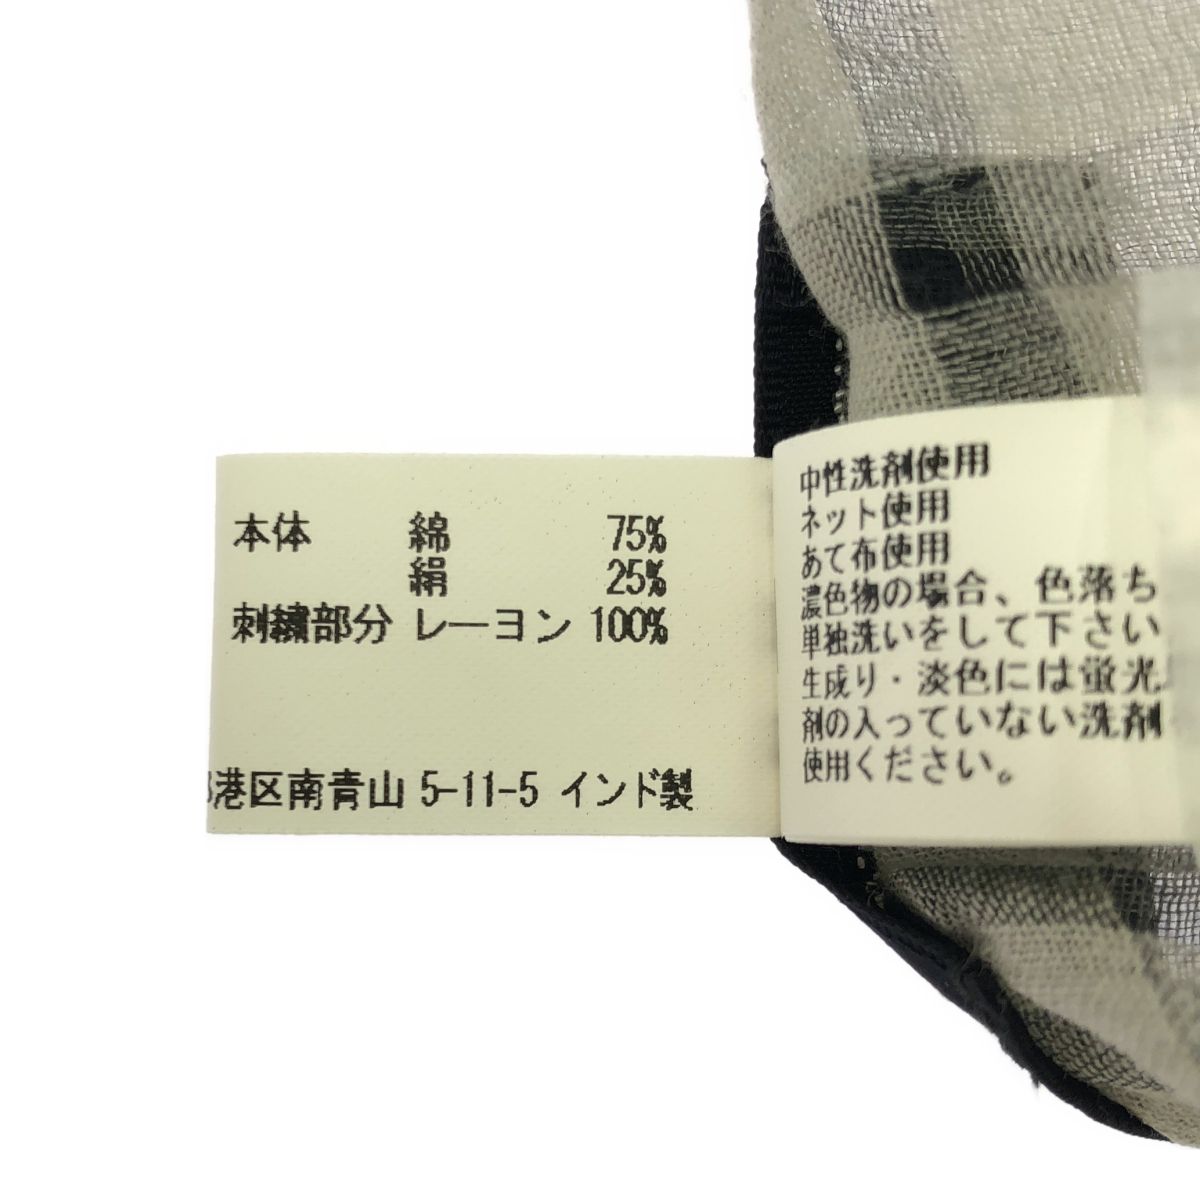 本体 綿 75%
絹 25%
刺繍部分 レーヨン 100%
港区南青山 5-11-5 インド製
中性洗剤使用
ネット使用
あて布使用
濃色物の場合、色落ち
単独洗いをして下さい
生成り・淡色には蛍光
剤の入っていない洗剤
使用ください。